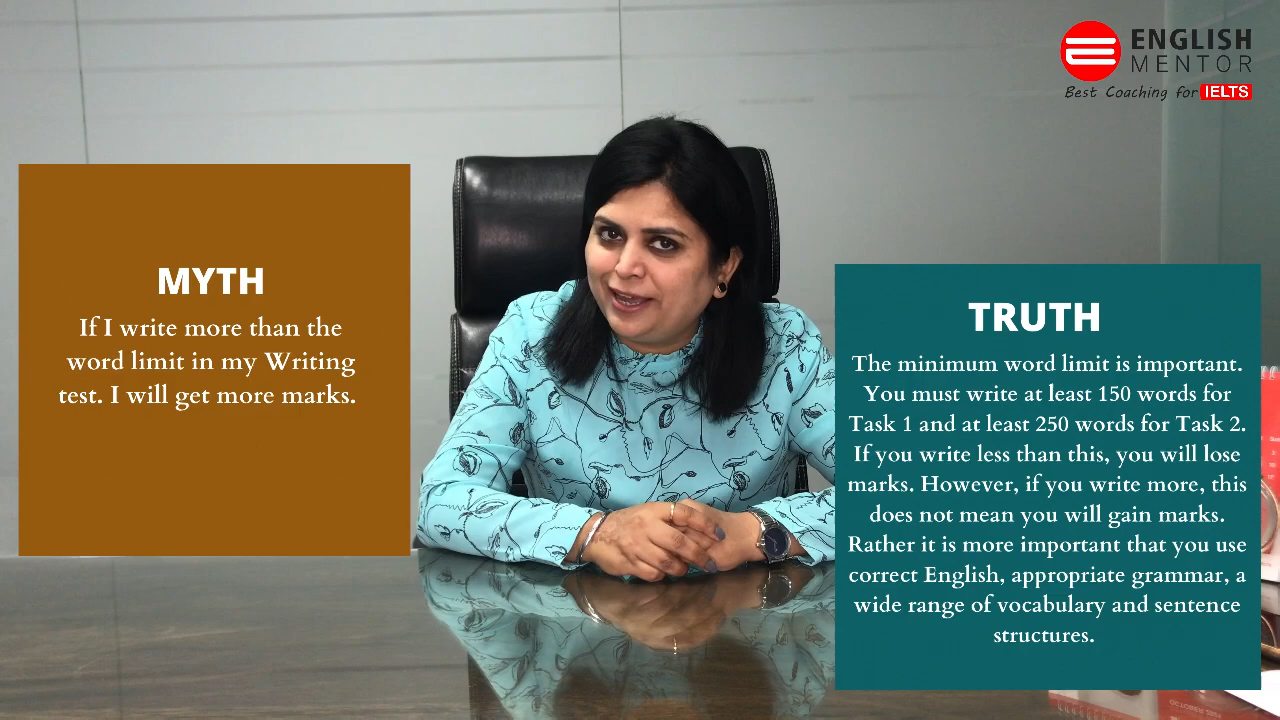 ENGLISH
MENTOR
Best Coaching for IELTS
MYTH
If I write more than the
word limit in my Writing
test. I will get more marks.
TRUTH
The minimum word limit is important.
You must write at least 150 words for
Task 1 and at least 250 words for Task 2.
If you write less than this, you will lose
marks. However, if you write more, this
does not mean you will gain marks.
Rather it is more important that you use
correct English, appropriate grammar, a
wide range of vocabulary and sentence
structures.